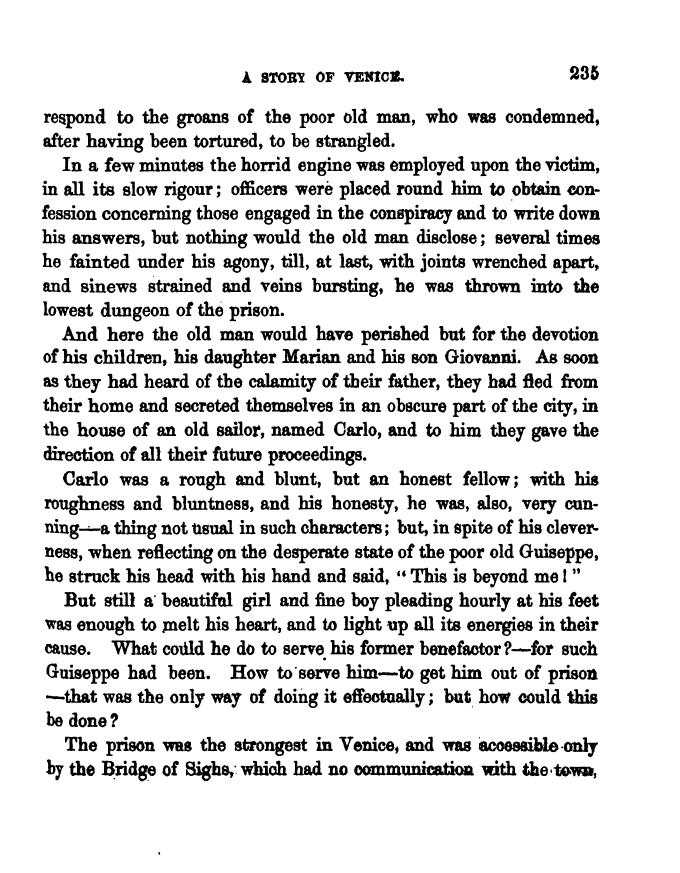 A STORY OF VENICE. 235
respond to the groans of the poor old man, who was condemned,
after having been tortured, to be strangled.
In a few minutes the horrid engine was employed upon the victim,
in all its slow rigour; officers were placed round him to obtain con-
fession concerning those engaged in the conspiracy and to write down
his answers, but nothing would the old man disclose; several times
he fainted under his agony, till, at last, with joints wrenched apart,
and sinews strained and veins bursting, he was thrown into the
lowest dungeon of the prison.
And here the old man would have perished but for the devotion
of his children, his daughter Marian and his son Giovanni. As soon
as they had heard of the calamity of their father, they had fled from
their home and secreted themselves in an obscure part of the city, in
the house of an old sailor, named Carlo, and to him they gave the
direction of all their future proceedings.
Carlo was a rough and blunt, but an honest fellow; with his
roughness and bluntness, and his honesty, he was, also, very cun-
ning—a thing not usual in such characters; but, in spite of his clever-
ness, when reflecting on the desperate state of the poor old Guiseppe,
he struck his head with his hand and said, “This is beyond me!”
But still a beautiful girl and fine boy pleading hourly at his feet
was enough to melt his heart, and to light up all its energies in their
cause. What could he do to serve his former benefactor?—for such
Guiseppe had been. How to serve him—to get him out of prison
—that was the only way of doing it effectually; but how could this
be done?
The prison was the strongest in Venice, and was accessible only
by the Bridge of Sighs, which had no communication with the town,